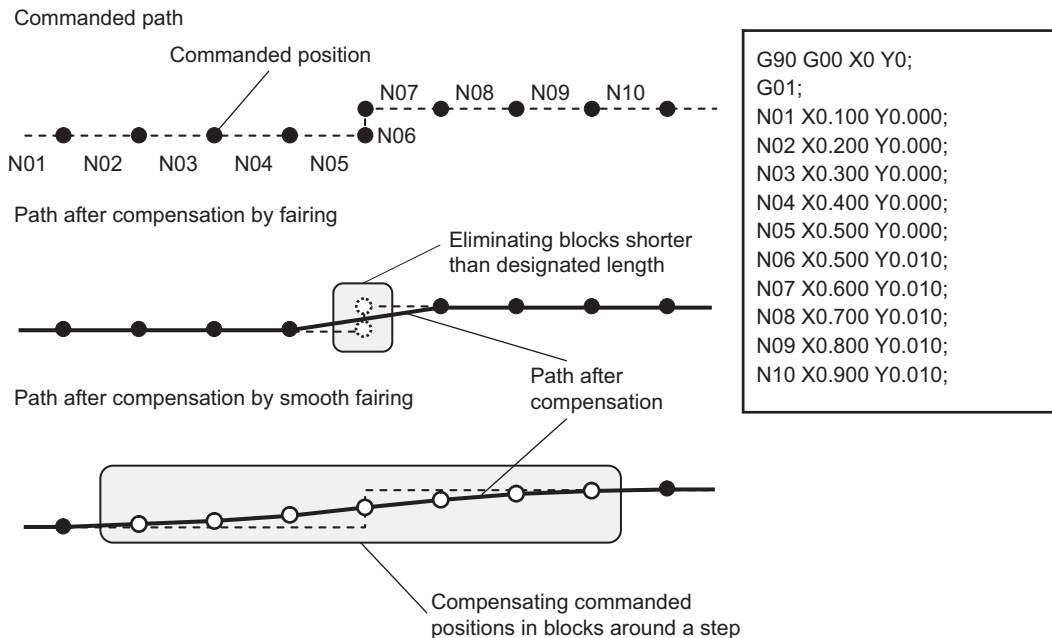 Commanded path
Commanded position
N07 N08 N09 N10
N06
N01 N02 N03 N04 N05
Path after compensation by fairing
Eliminating blocks shorter
than designated length
Path after
compensation
Path after compensation by smooth fairing
Compensating commanded
positions in blocks around a step
G90 G00 X0 Y0;
G01;
N01 X0.100 Y0.000;
N02 X0.200 Y0.000;
N03 X0.300 Y0.000;
N04 X0.400 Y0.000;
N05 X0.500 Y0.000;
N06 X0.500 Y0.010;
N07 X0.600 Y0.010;
N08 X0.700 Y0.010;
N09 X0.800 Y0.010;
N10 X0.900 Y0.010;